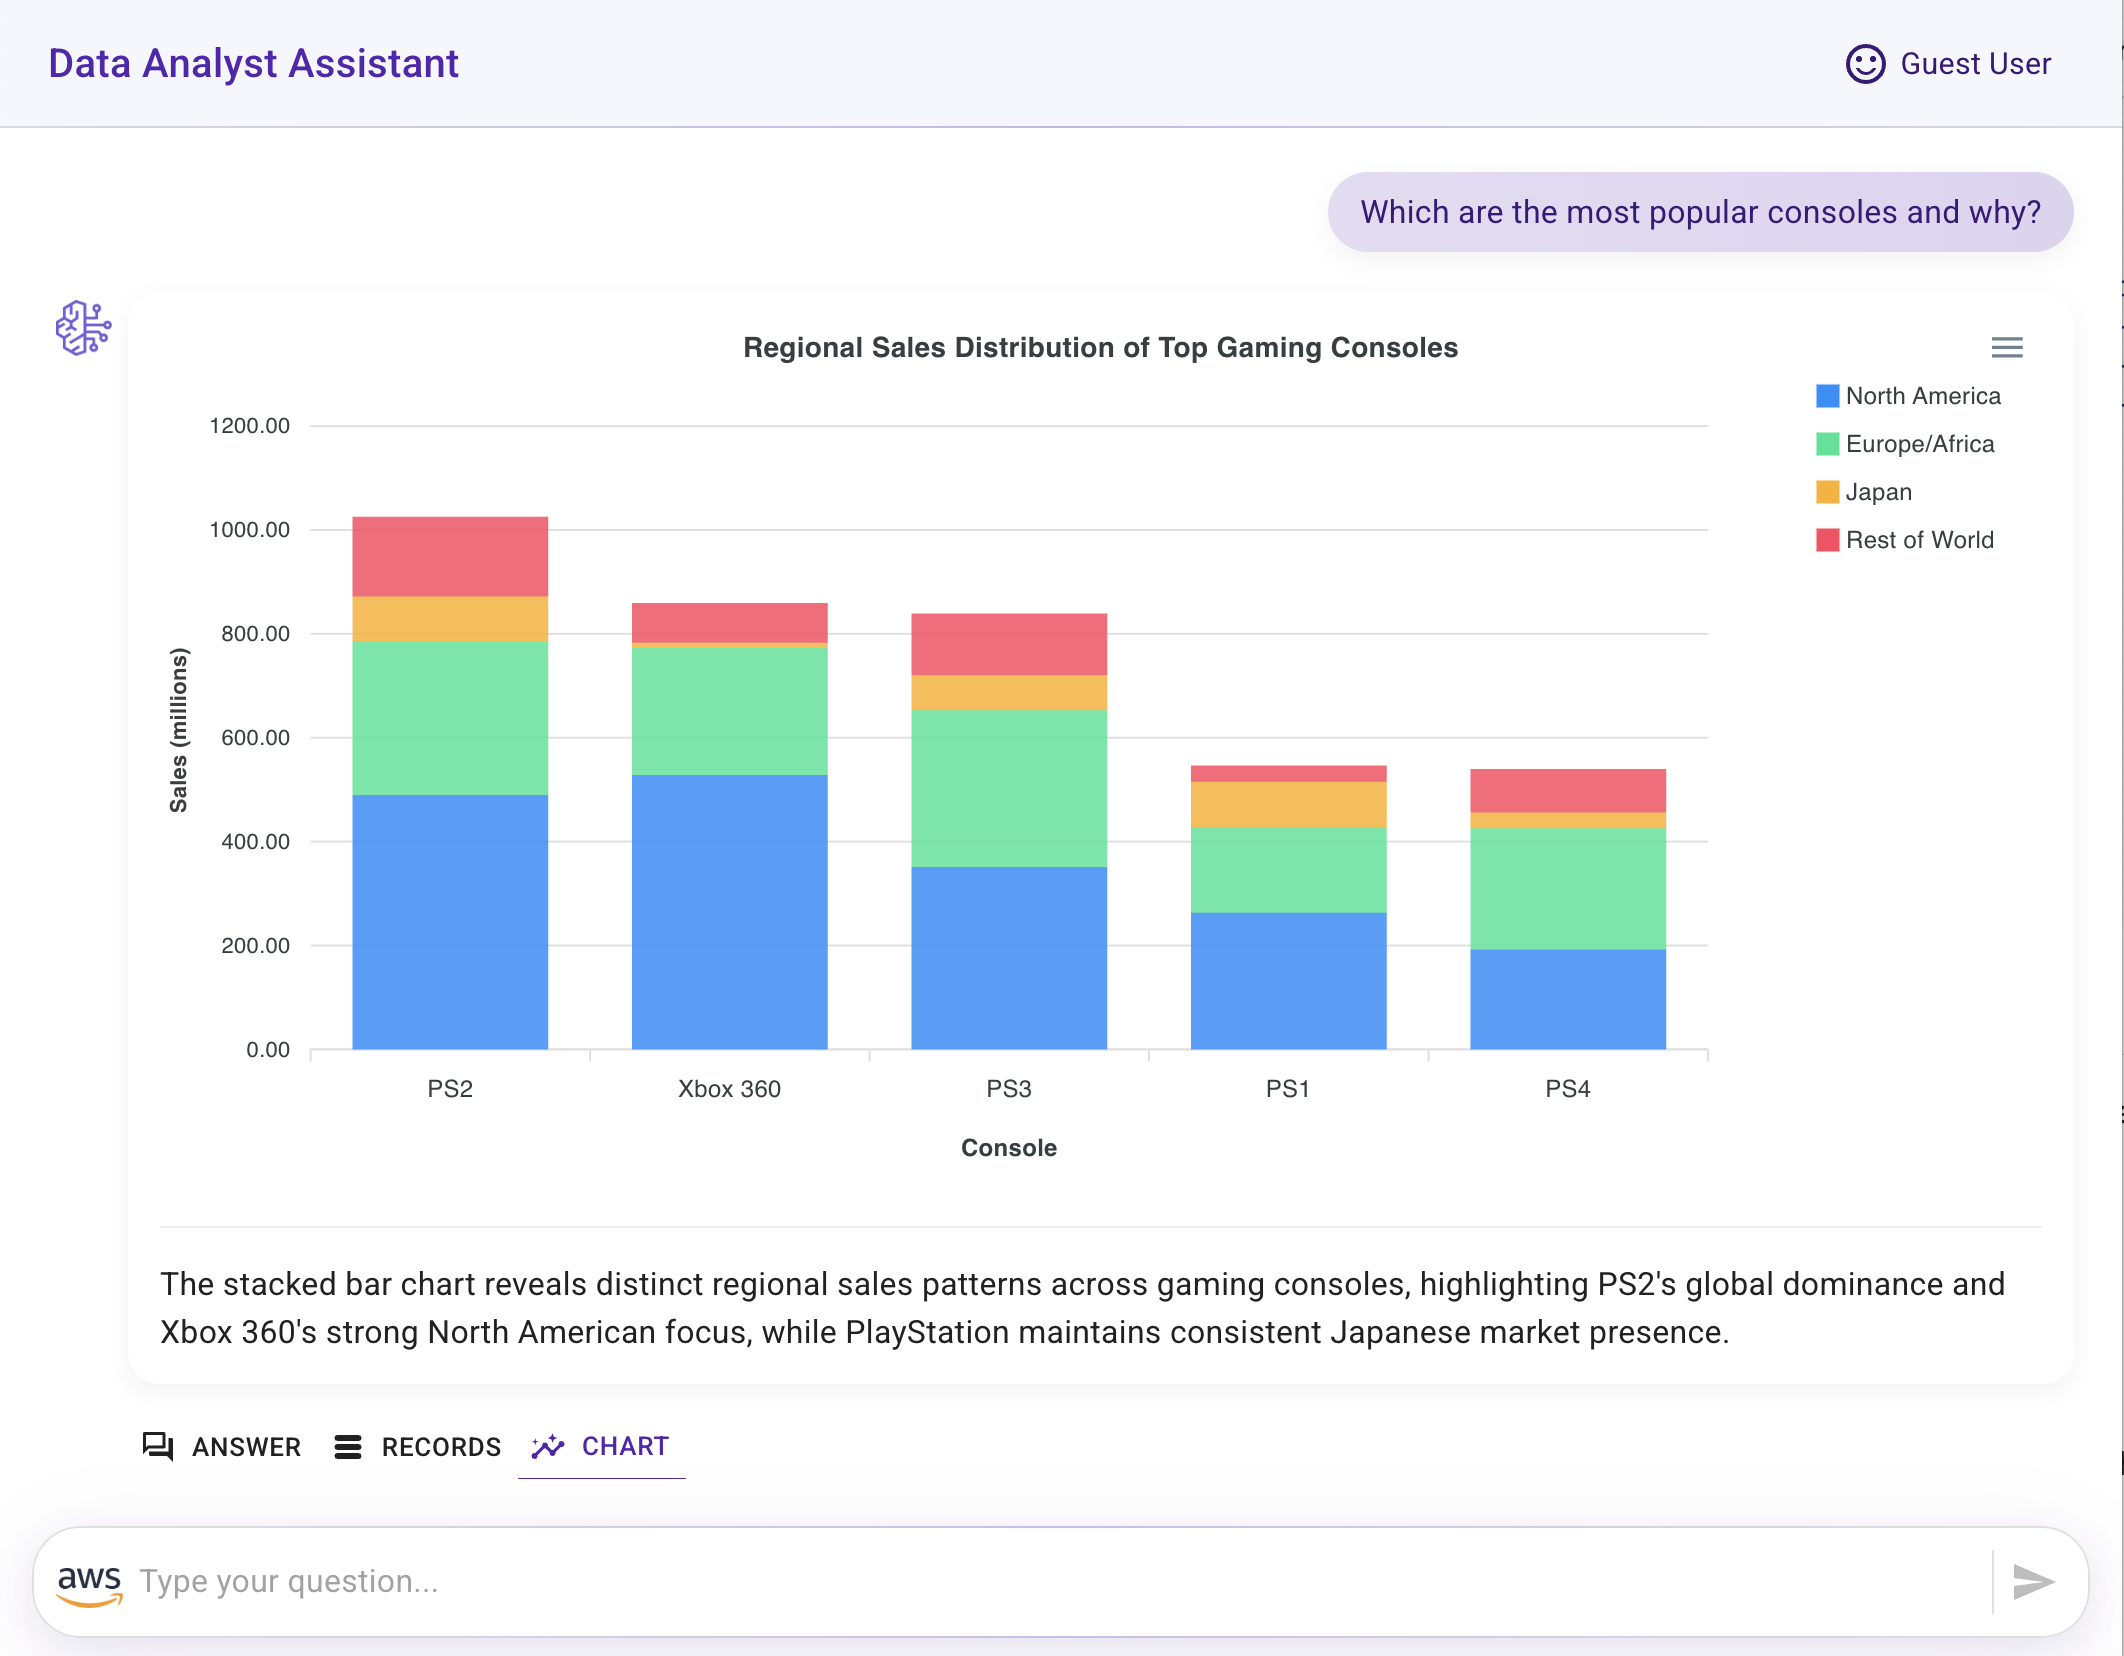 Data Analyst Assistant
Guest User
Which are the most popular consoles and why?
Regional Sales Distribution of Top Gaming Consoles
North America
Europe/Africa
Japan
Rest of World
1200.00
1000.00
800.00
600.00
400.00
200.00
0.00
Sales (millions)
PS2 Xbox 360 PS3 PS1 PS4
Console
The stacked bar chart reveals distinct regional sales patterns across gaming consoles, highlighting PS2's global dominance and
Xbox 360's strong North American focus, while PlayStation maintains consistent Japanese market presence.
ANSWER RECORDS CHART
aws Type your question...